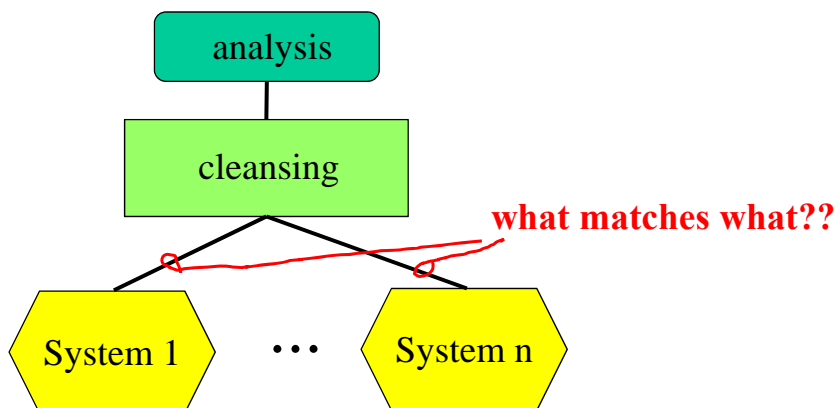 analysis
cleansing
what matches what??
System 1
...
System n